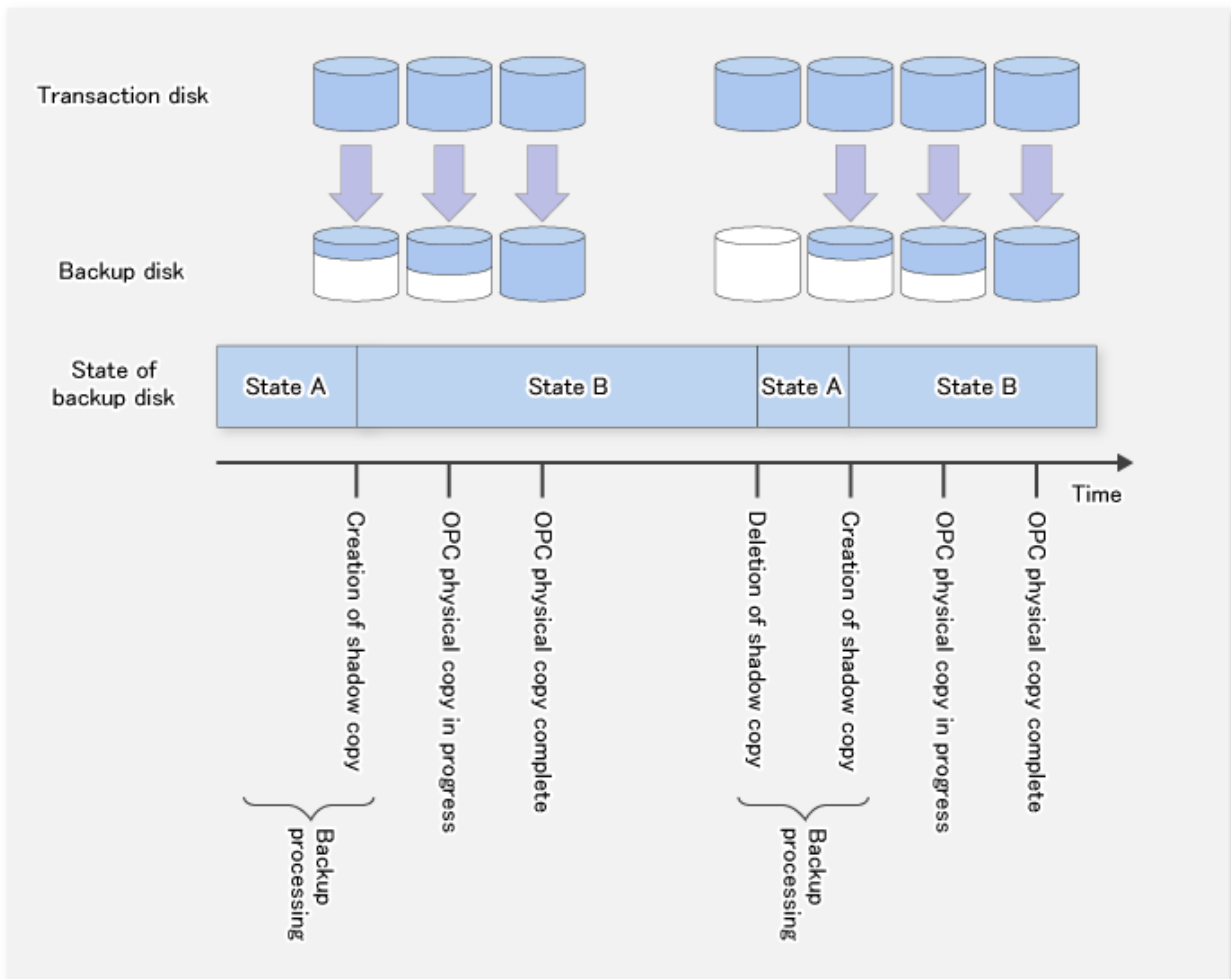 Transaction disk
Backup disk
State of
backup disk
State A
State B
State A
State B
Time
Creation of shadow copy
OPC physical copy in progress
OPC physical copy complete
Deletion of shadow copy
Creation of shadow copy
OPC physical copy in progress
OPC physical copy complete
Backup
processing
Backup
processing